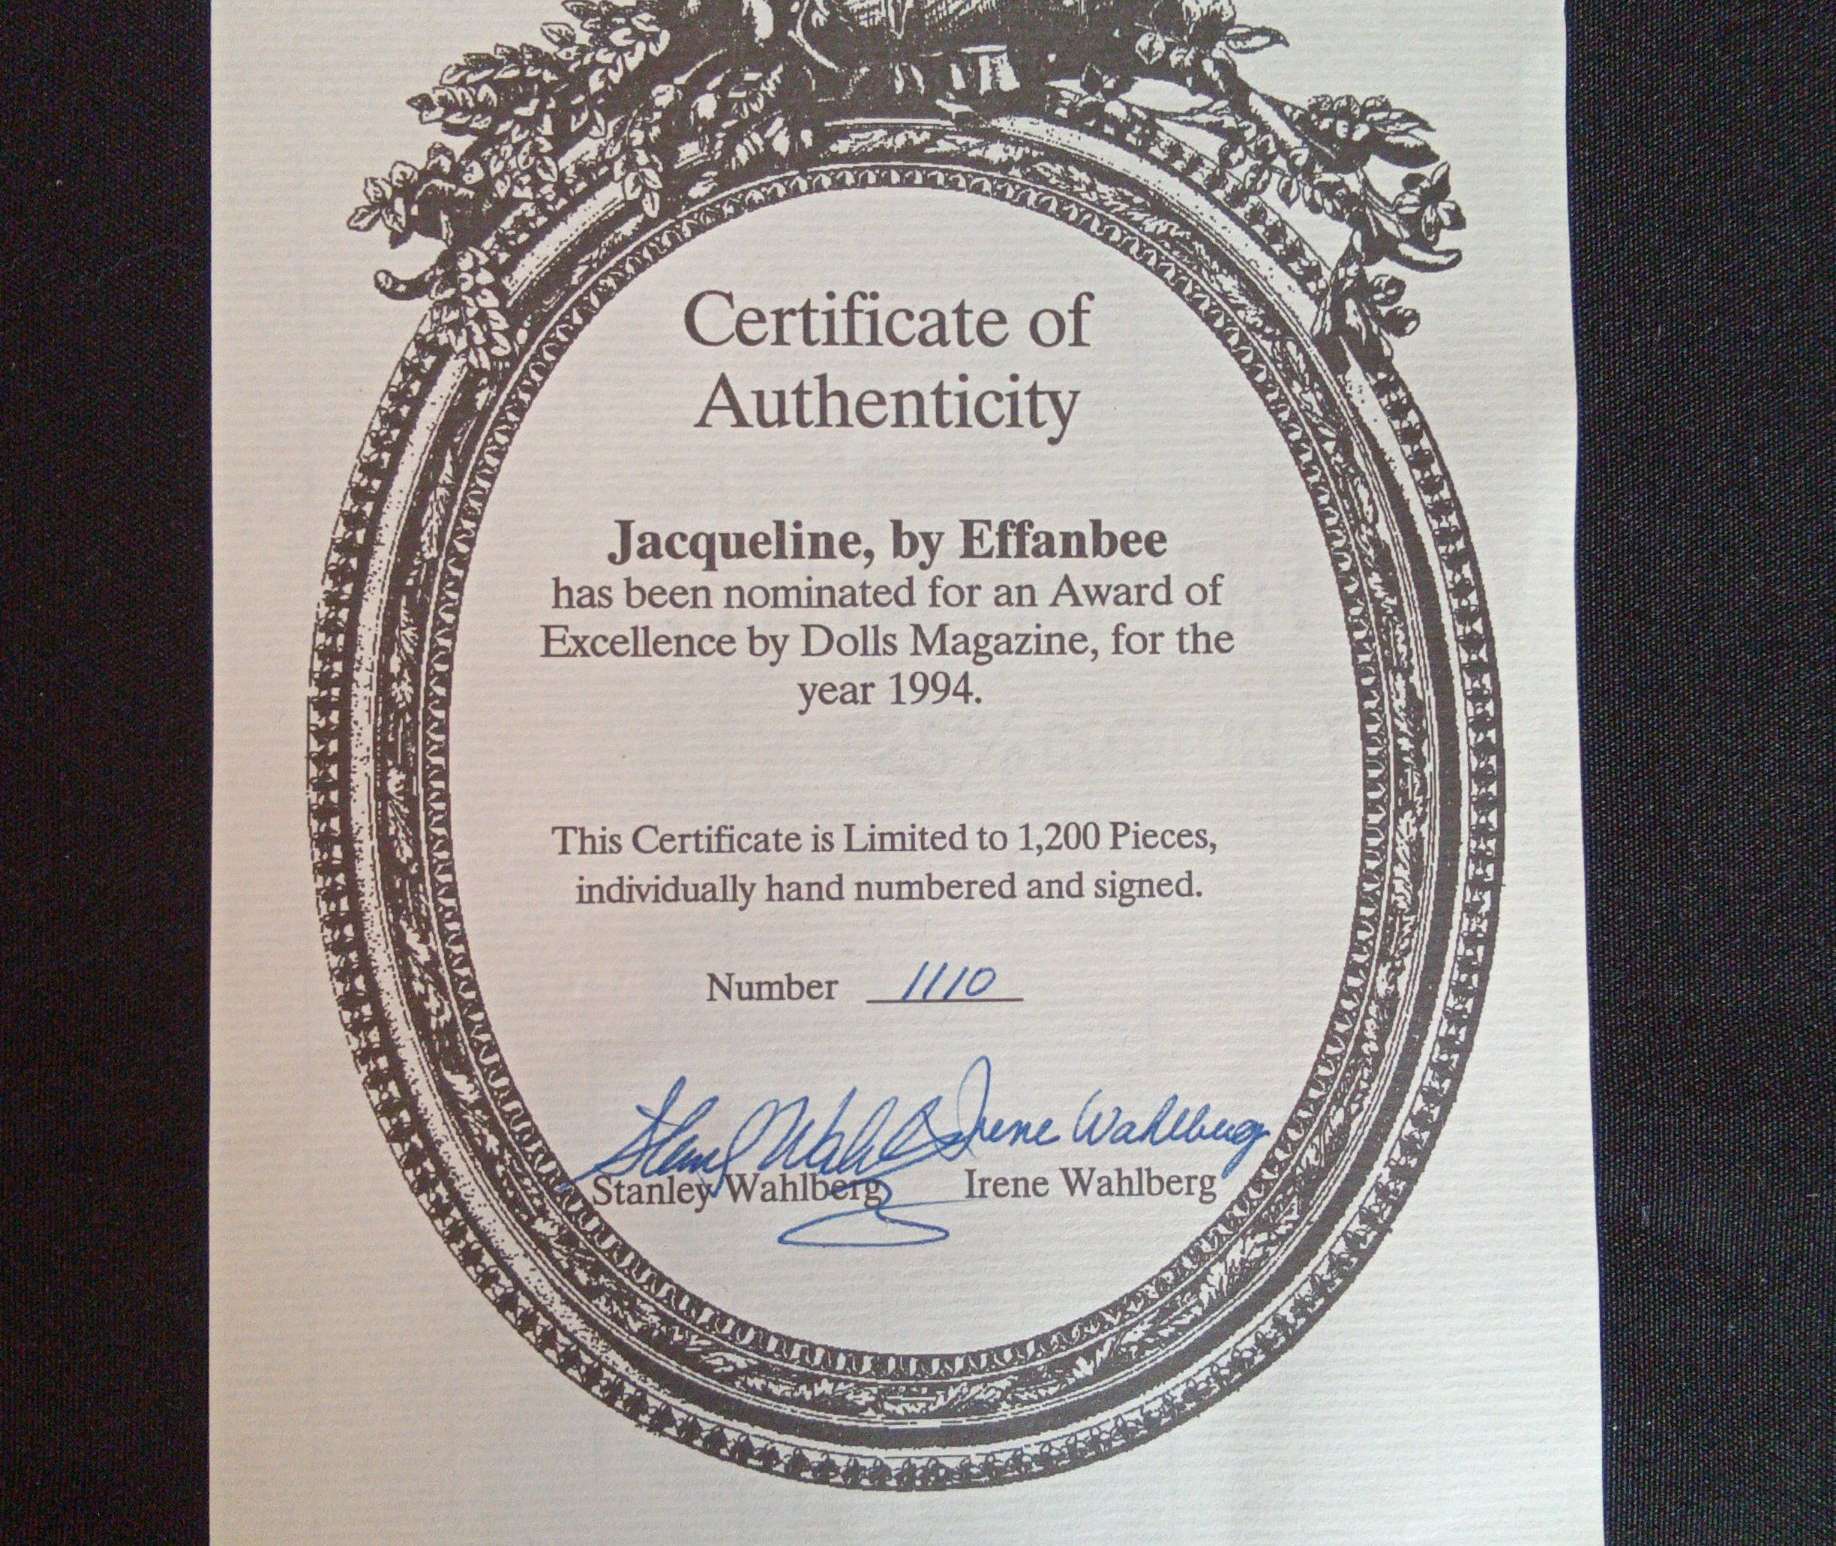 Certificate of
Authenticity
Jacqueline, by Effanbee
has been nominated for an Award of
Excellence by Dolls Magazine, for the
year 1994.
This Certificate is Limited to 1,200 Pieces,
individually hand numbered and signed.
Number 1110
Stanley Wahlberg Irene Wahlberg
Stanley Wahlberg Irene Wahlberg